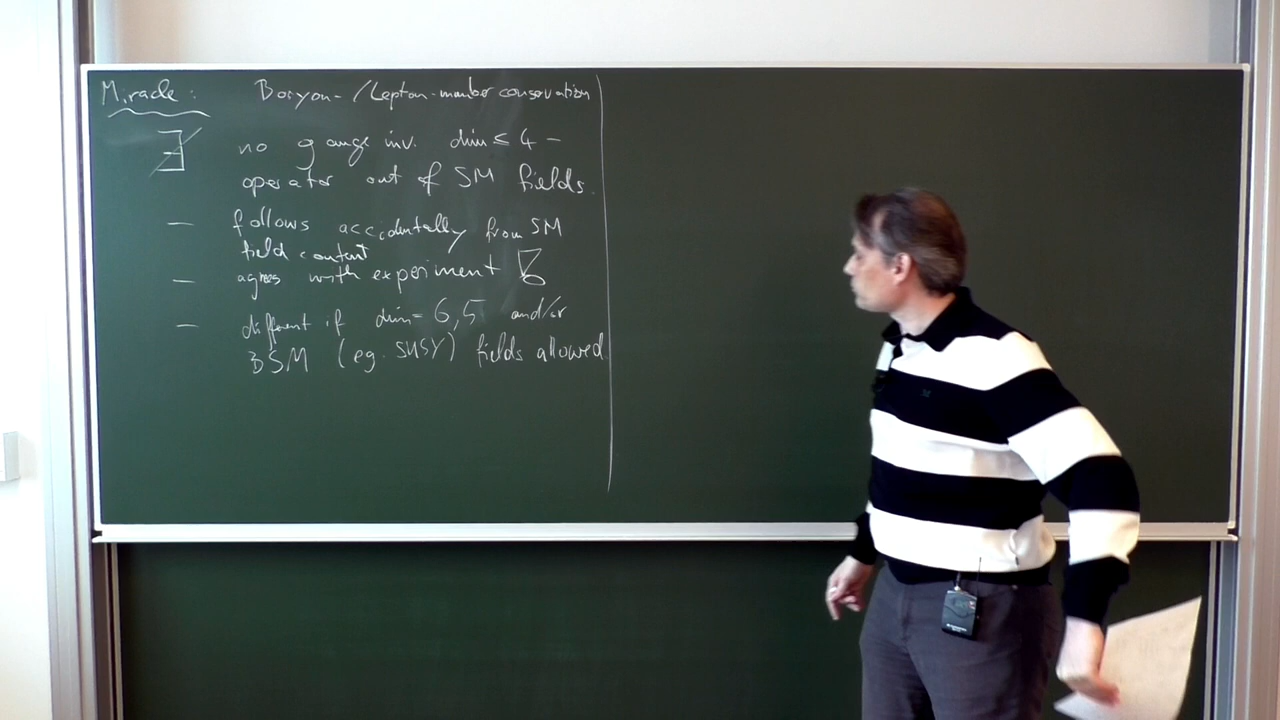 Miracle: Baryon-/Lepton-number conservation
∄ no gauge inv. dim ≤ 4 -
operator out of SM fields.
- follows accidentally from SM
field content
- agrees with experiment !
- different if dim = 6,5 and/or
BSM (eg. SUSY) fields allowed